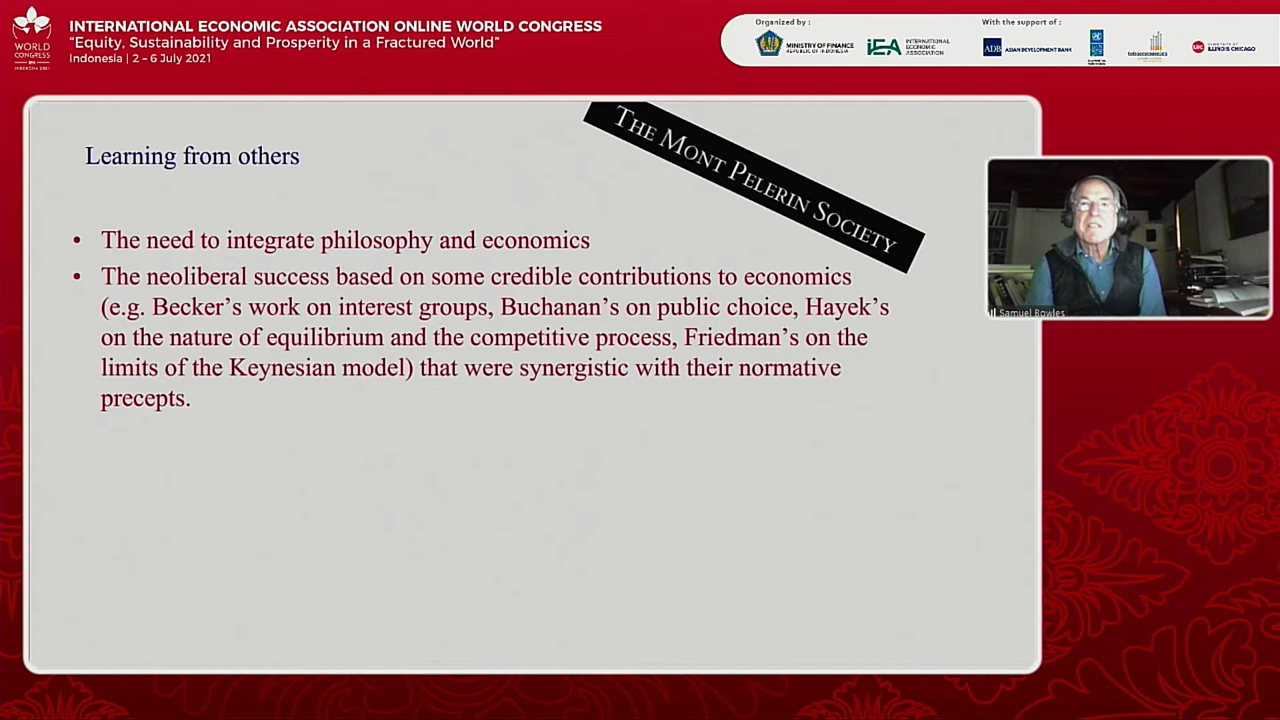 WORLD
CONGRESS
INTERNATIONAL ECONOMIC ASSOCIATION ONLINE WORLD CONGRESS
"Equity, Sustainability and Prosperity in a Fractured World"
Indonesia | 2 - 6 July 2021
Organized by :
MINISTRY OF FINANCE
REPUBLIC OF INDONESIA
iEA
INTERNATIONAL
ECONOMIC
ASSOCIATION
With the support of :
ADB ASIAN DEVELOPMENT BANK
tobacconomics
UIC
ILLINOIS CHICAGO
THE MONT PELERIN SOCIETY
Learning from others
• The need to integrate philosophy and economics
• The neoliberal success based on some credible contributions to economics
(e.g. Becker's work on interest groups, Buchanan's on public choice, Hayek's
on the nature of equilibrium and the competitive process, Friedman's on the
limits of the Keynesian model) that were synergistic with their normative
precepts.
Samuel Bowles